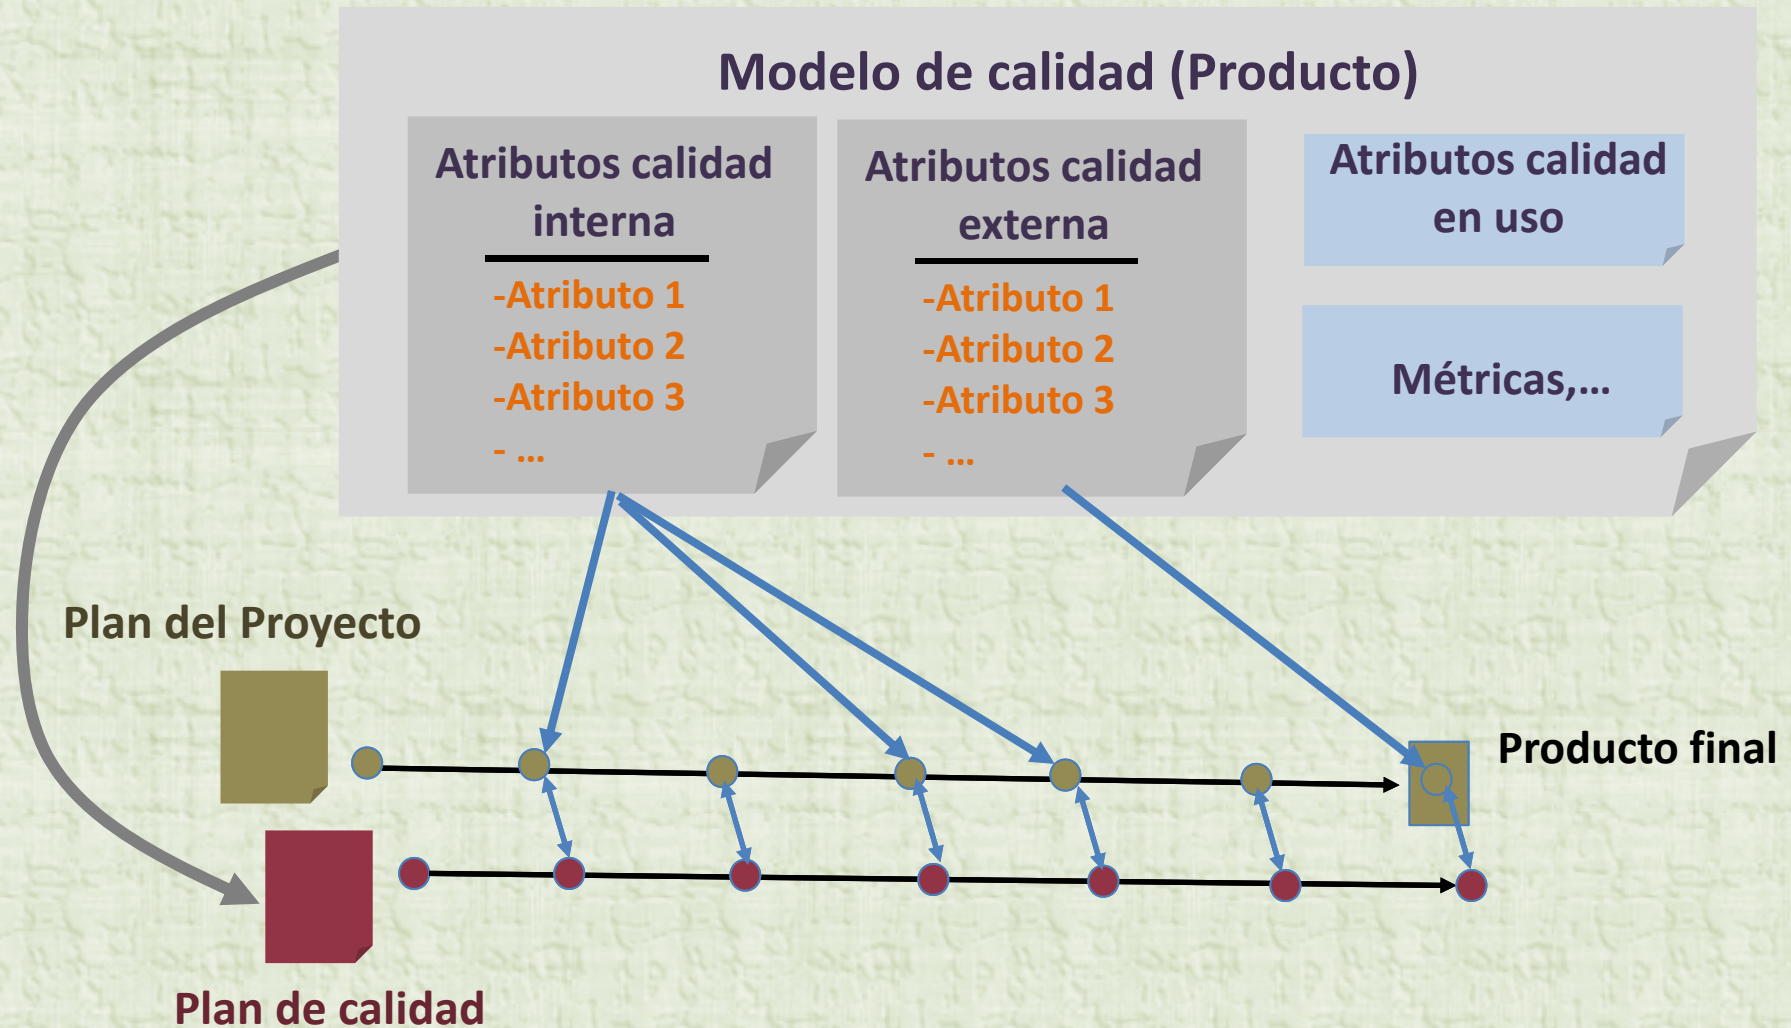 Modelo de calidad (Producto)
Atributos calidad
interna
-Atributo 1
-Atributo 2
-Atributo 3
- ...
Atributos calidad
externa
-Atributo 1
-Atributo 2
-Atributo 3
- ...
Atributos calidad
en uso
Métricas,...
Plan del Proyecto
Producto final
Plan de calidad